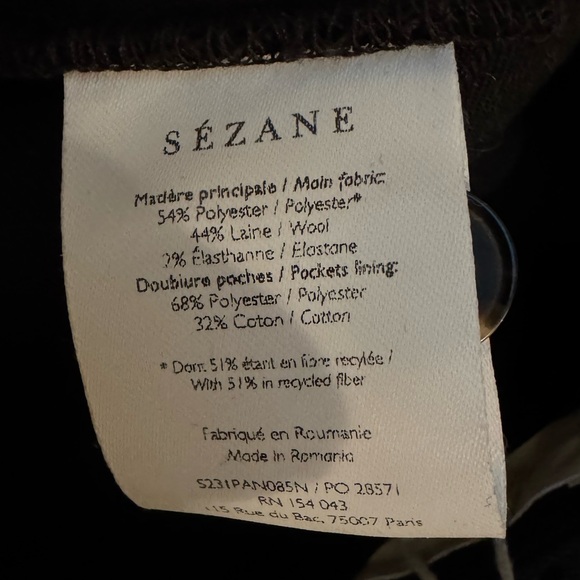 SÉZANE
Matière principale / Main fabric:
54% Polyester / Polyester*
44% Laine / Wool
2% Élasthanne / Elastane
Doublure poches / Pockets lining:
68% Polyester / Polyester
32% Coton / Cotton
* Dont 51% étant en fibre recylée /
With 51% in recycled fiber
Fabriqué en Roumanie
Made in Romania
S231PAN085N / PO 28571
RN 154 043
115 Rue du Bac, 75007 Paris